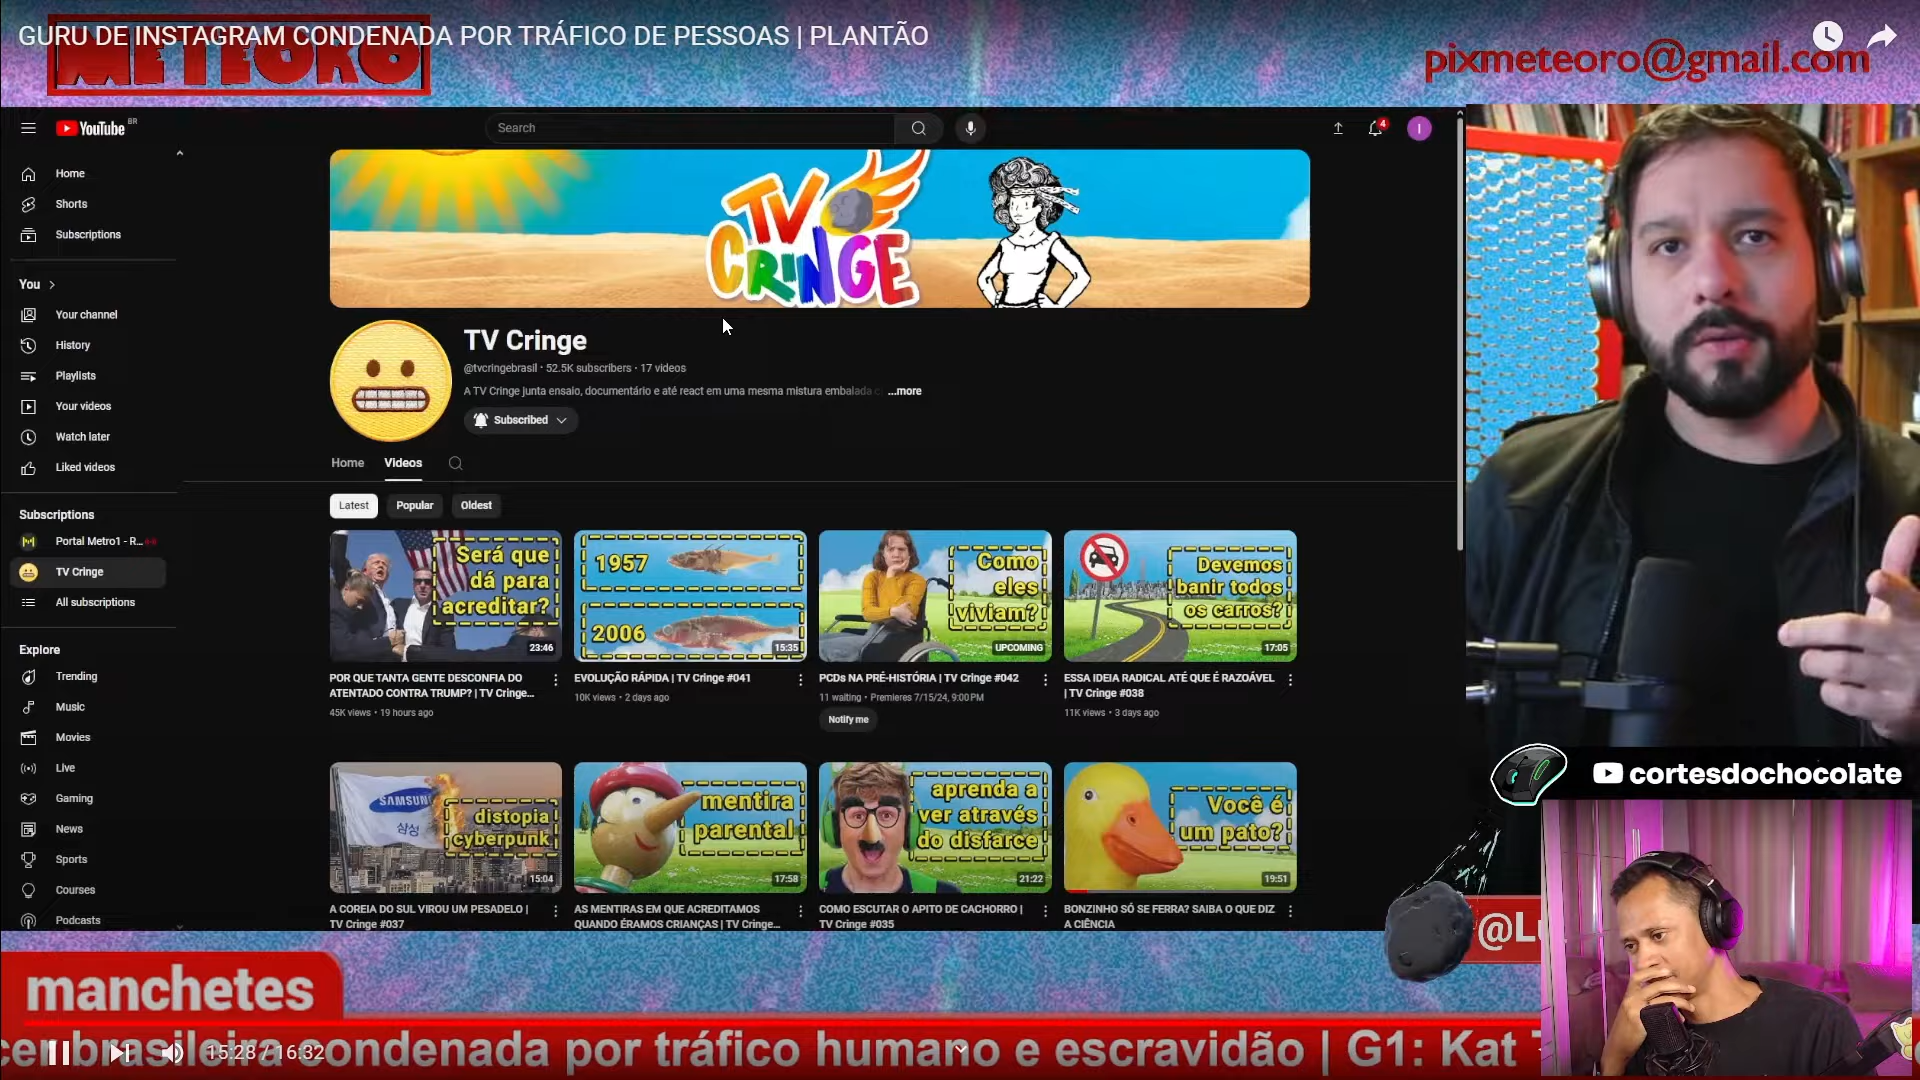 GURU DE INSTAGRAM CONDENADA POR TRÁFICO DE PESSOAS | PLANTÃO
METEORO
pixmeteoro@gmail.com
YouTube BR
Search
4
I
Home
Shorts
Subscriptions
You
Your channel
History
Playlists
Your videos
Watch later
Liked videos
Subscriptions
Portal Metro1 - R...
TV Cringe
All subscriptions
Explore
Trending
Music
Movies
Live
Gaming
News
Sports
Courses
Podcasts
TV
CRINGE
TV Cringe
@tvcringebrasil • 52.5K subscribers • 17 videos
A TV Cringe junta ensaio, documentário e até react em uma mesma mistura embalada c ...more
Subscribed
Home Videos
Latest Popular Oldest
Será que
dá para
acreditar?
23:46
POR QUE TANTA GENTE DESCONFIA DO
ATENTADO CONTRA TRUMP? | TV Cringe...
45K views • 19 hours ago
1957
2006
15:35
EVOLUÇÃO RÁPIDA | TV Cringe #041
10K views • 2 days ago
Como
eles
viviam?
UPCOMING
PCDs NA PRÉ-HISTÓRIA | TV Cringe #042
11 waiting • Premieres 7/15/24, 9:00 PM
Notify me
Devemos
banir todos
os carros?
17:05
ESSA IDEIA RADICAL ATÉ QUE É RAZOÁVEL
| TV Cringe #038
11K views • 3 days ago
SAMSUNG
삼성
distopia
cyberpunk
15:04
A COREIA DO SUL VIROU UM PESADELO |
TV Cringe #037
mentira
parental
17:58
AS MENTIRAS EM QUE ACREDITAMOS
QUANDO ÉRAMOS CRIANÇAS | TV Cringe...
aprenda a
ver através
do disfarce
21:22
COMO ESCUTAR O APITO DE CACHORRO |
TV Cringe #035
Você é
um pato?
19:51
BONZINHO SÓ SE FERRA? SAIBA O QUE DIZ
A CIÊNCIA
cortesdochocolate
@Lu
manchetes
cer brasileira condenada por tráfico humano e escravidão | G1: Kat
15:28 / 16:32